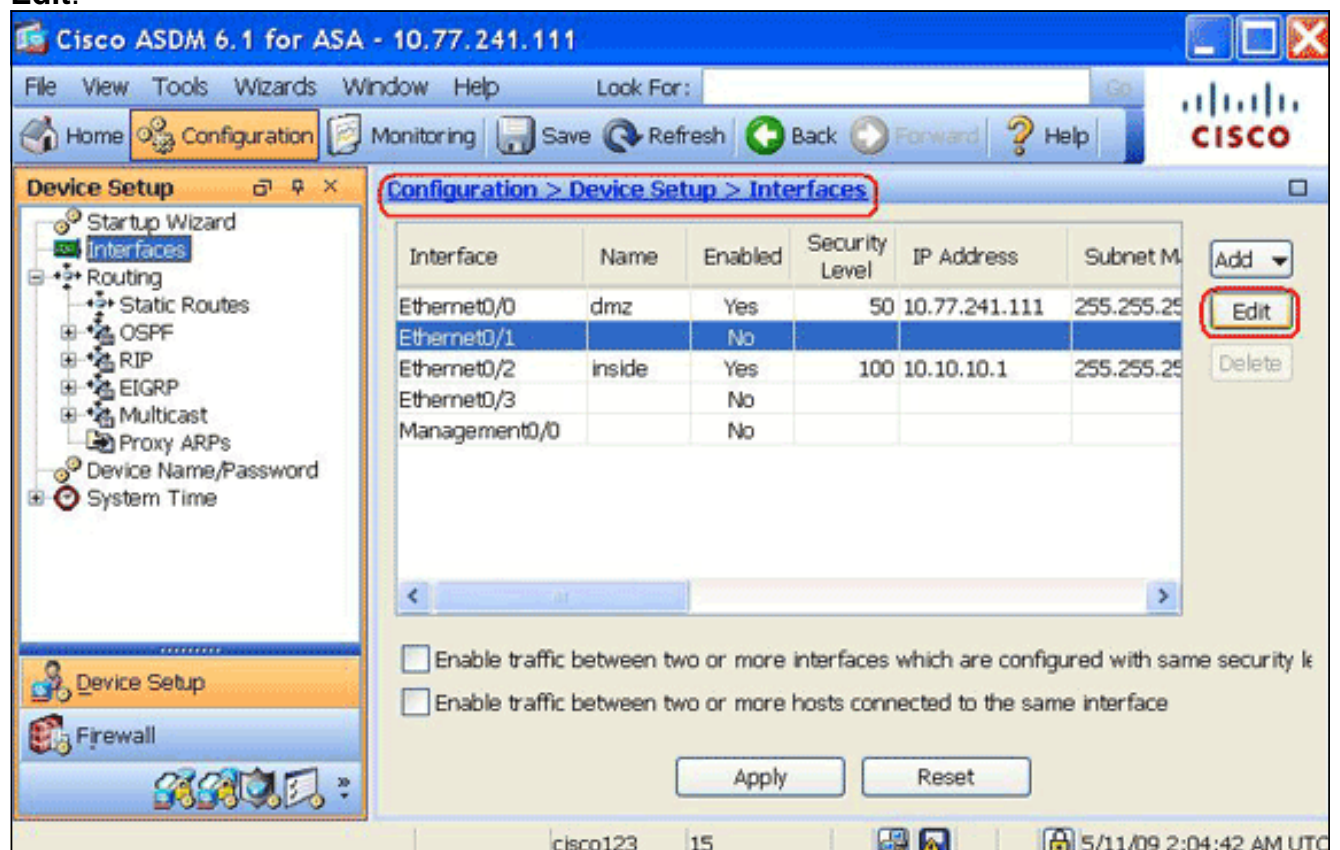 Edit.
Cisco ASDM 6.1 for ASA - 10.77.241.111
File View Tools Wizards Window Help Look For: Go
Home Configuration Monitoring Save Refresh Back Forward Help
CISCO
Device Setup
Startup Wizard
Interfaces
Routing
Static Routes
OSPF
RIP
EIGRP
Multicast
Proxy ARPs
Device Name/Password
System Time
Device Setup
Firewall
Configuration > Device Setup > Interfaces
Interface Name Enabled Security Level IP Address Subnet M
Ethernet0/0 dmz Yes 50 10.77.241.111 255.255.25
Ethernet0/1 No
Ethernet0/2 inside Yes 100 10.10.10.1 255.255.25
Ethernet0/3 No
Management0/0 No
Add
Edit
Delete
Enable traffic between two or more interfaces which are configured with same security le
Enable traffic between two or more hosts connected to the same interface
Apply Reset
cisco123 15 5/11/09 2:04:42 AM UTC